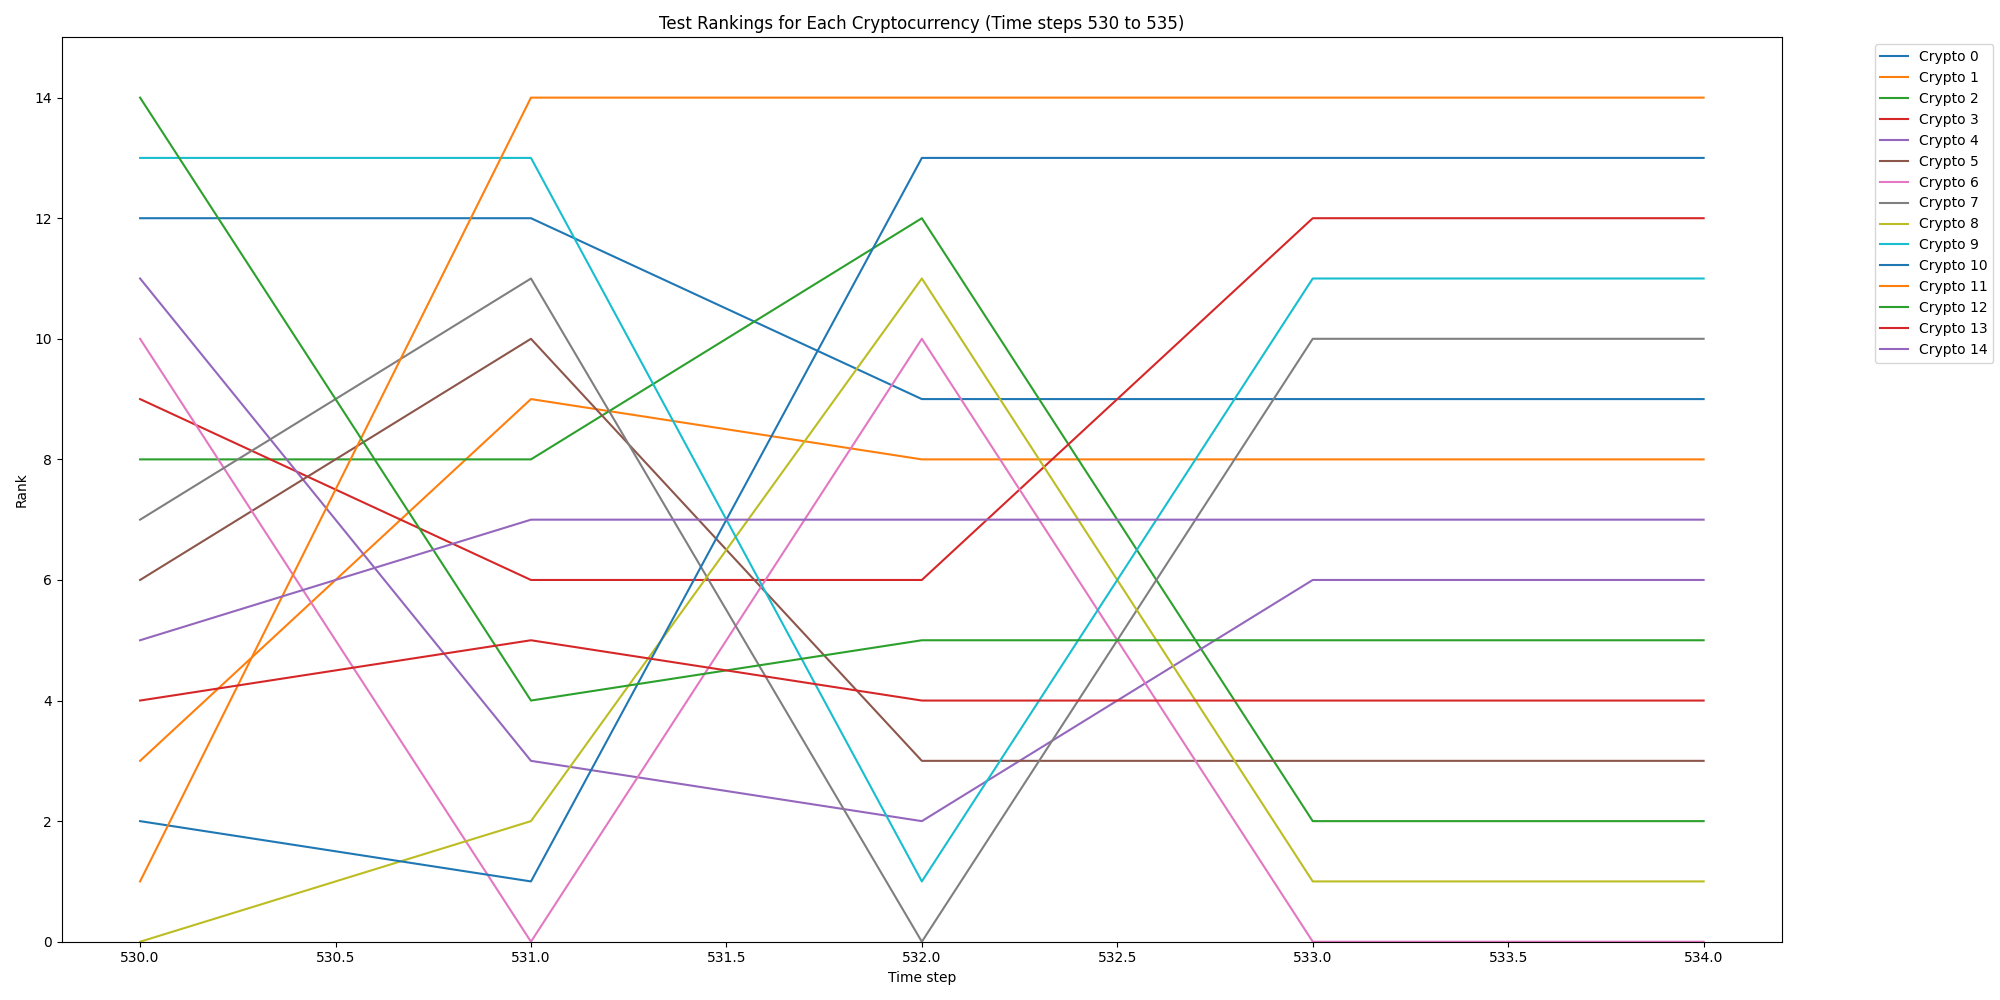 Test Rankings for Each Cryptocurrency (Time steps 530 to 535)
14
12
10
8
6
4
2
0
Rank
530.0
530.5
531.0
531.5
532.0
532.5
533.0
533.5
534.0
Time step
Crypto 0
Crypto 1
Crypto 2
Crypto 3
Crypto 4
Crypto 5
Crypto 6
Crypto 7
Crypto 8
Crypto 9
Crypto 10
Crypto 11
Crypto 12
Crypto 13
Crypto 14